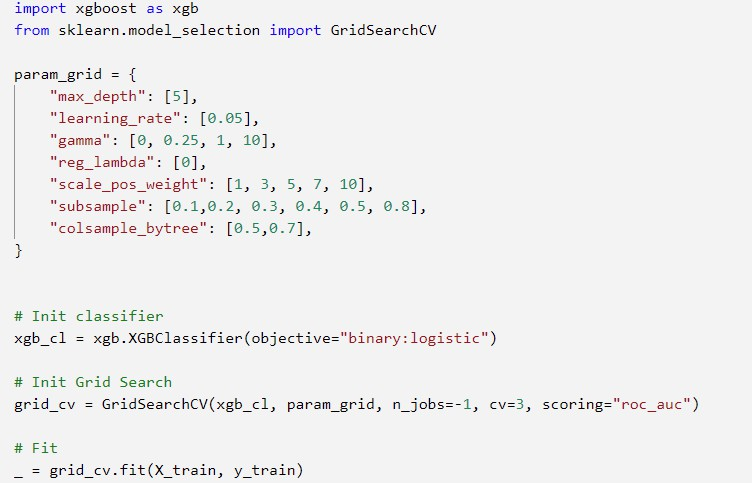 import xgboost as xgb
from sklearn.model_selection import GridSearchCV
param_grid = {
"max_depth": [5],
"learning_rate": [0.05],
"gamma": [0, 0.25, 1, 10],
"reg_lambda": [0],
"scale_pos_weight": [1, 3, 5, 7, 10],
"subsample": [0.1,0.2, 0.3, 0.4, 0.5, 0.8],
"colsample_bytree": [0.5,0.7],
}
# Init classifier
xgb_cl = xgb.XGBClassifier(objective="binary:logistic")
# Init Grid Search
grid_cv = GridSearchCV(xgb_cl, param_grid, n_jobs=-1, cv=3, scoring="roc_auc")
# Fit
_ = grid_cv.fit(X_train, y_train)